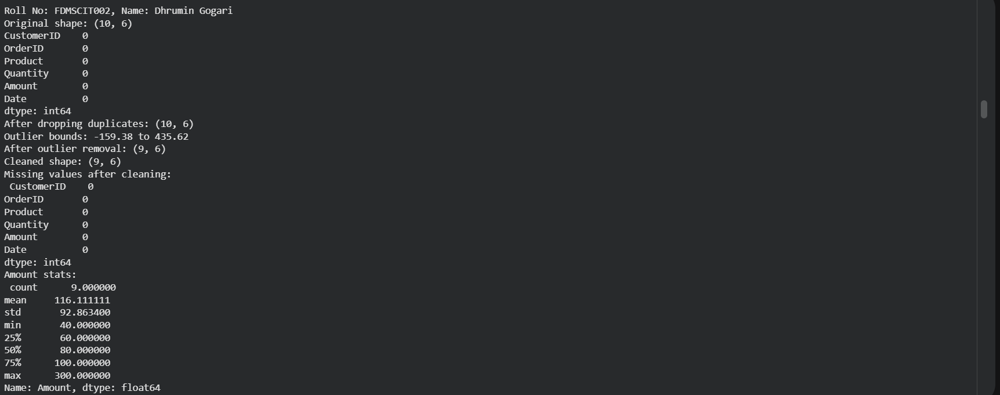 Roll No: FDMSCIT002, Name: Dhrumin Gogari
Original shape: (10, 6)
CustomerID    0
OrderID       0
Product       0
Quantity      0
Amount        0
Date          0
dtype: int64
After dropping duplicates: (10, 6)
Outlier bounds: -159.38 to 435.62
After outlier removal: (9, 6)
Cleaned shape: (9, 6)
Missing values after cleaning:
 CustomerID    0
OrderID       0
Product       0
Quantity      0
Amount        0
Date          0
dtype: int64
Amount stats:
 count      9.000000
mean     116.111111
std       92.863400
min       40.000000
25%       60.000000
50%       80.000000
75%      100.000000
max      300.000000
Name: Amount, dtype: float64